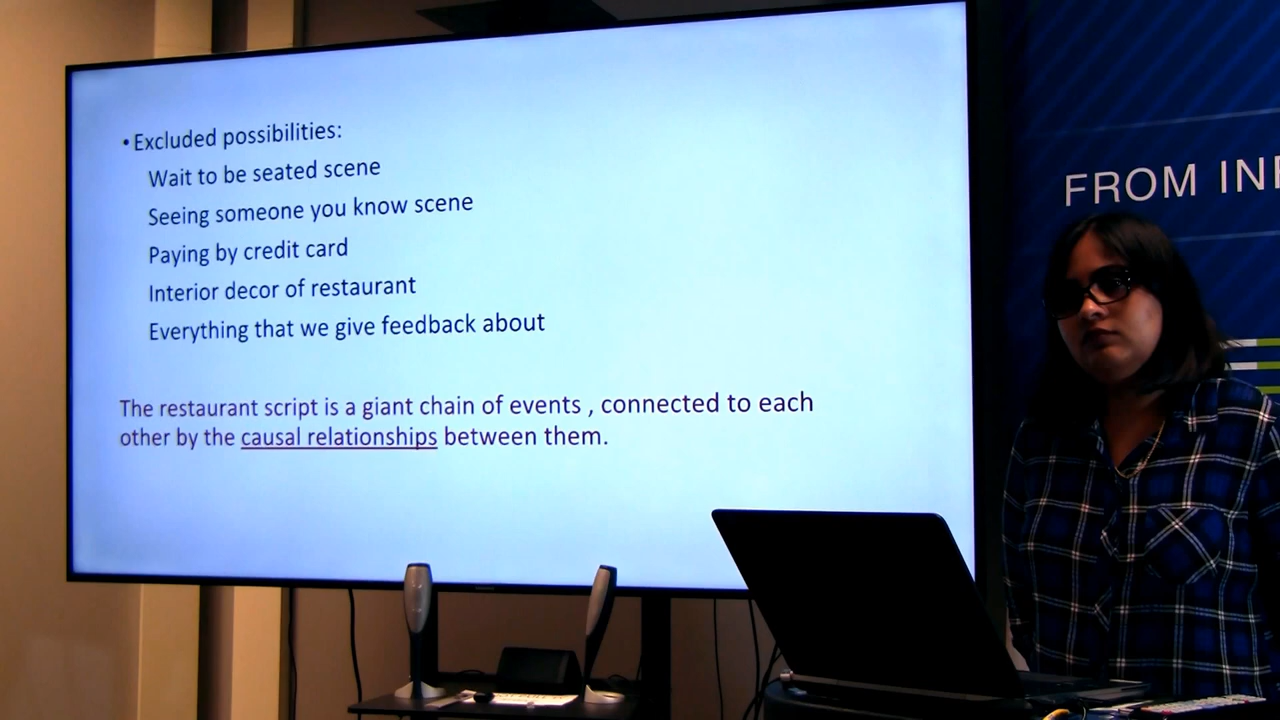 • Excluded possibilities:
Wait to be seated scene
Seeing someone you know scene
Paying by credit card
Interior decor of restaurant
Everything that we give feedback about
The restaurant script is a giant chain of events , connected to each
other by the causal relationships between them.
FROM